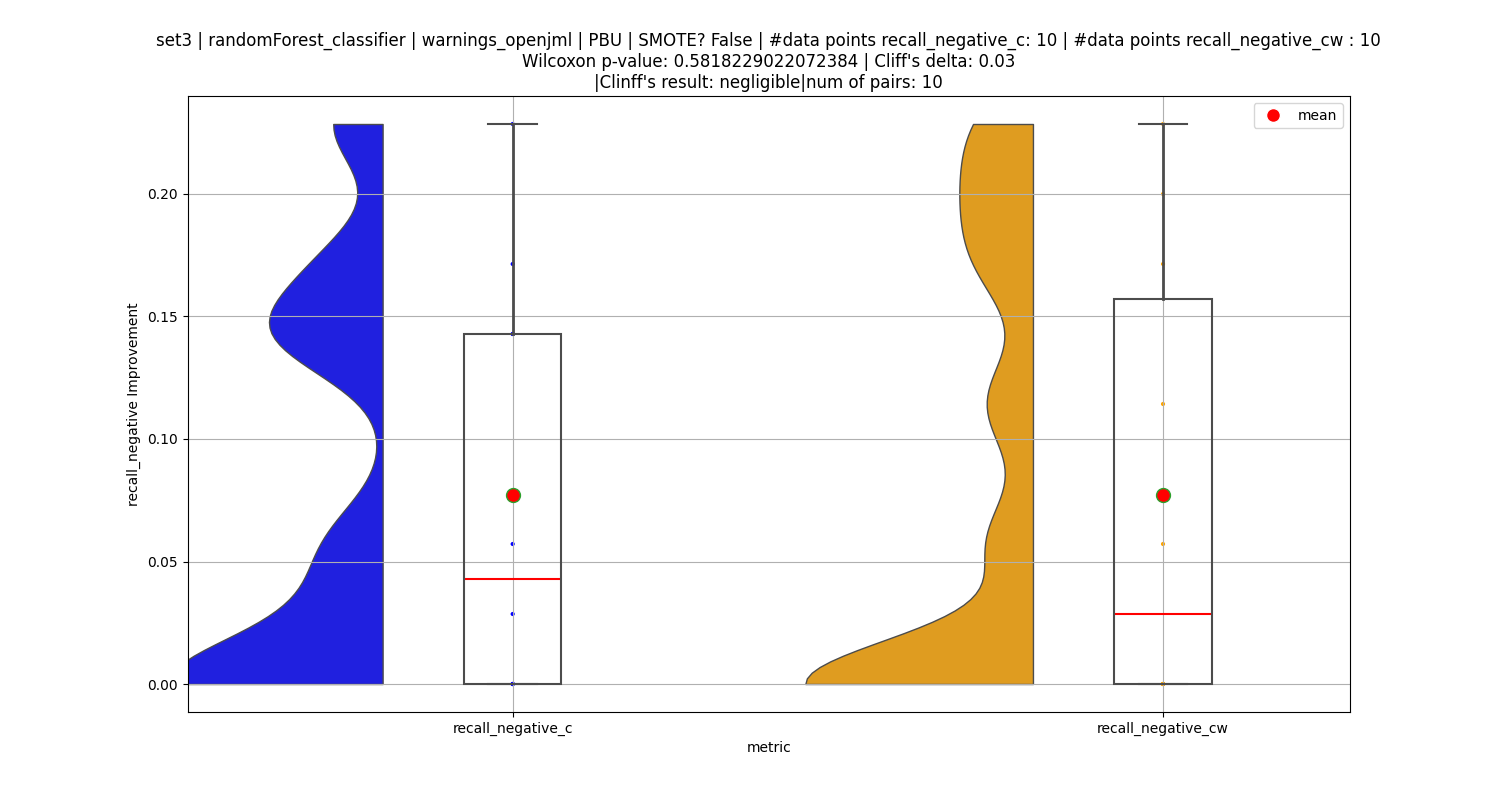 set3 | randomForest_classifier | warnings_openjml | PBU | SMOTE? False | #data points recall_negative_c: 10 | #data points recall_negative_cw : 10
Wilcoxon p-value: 0.5818229022072384 | Cliff's delta: 0.03
|Clinff's result: negligible|num of pairs: 10
mean
0.20
0.15
0.10
0.05
0.00
recall_negative Improvement
recall_negative_c
recall_negative_cw
metric